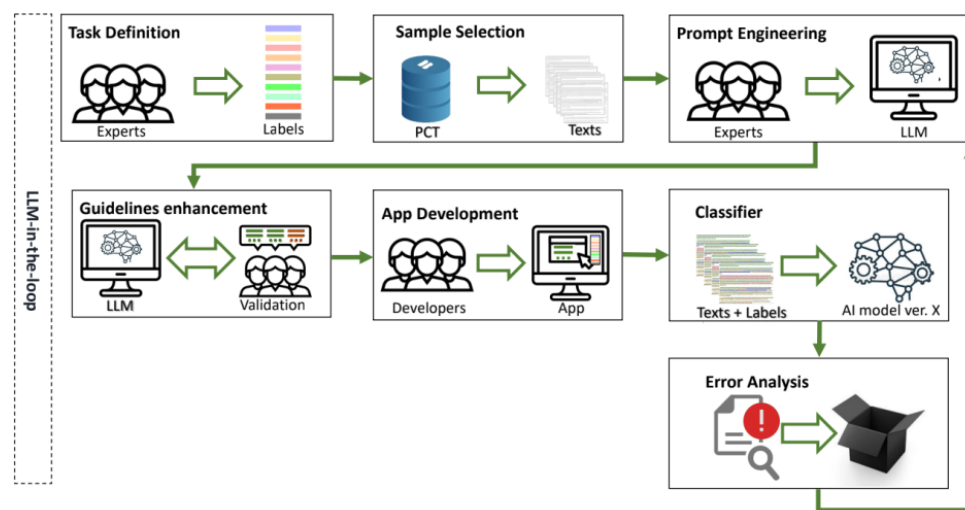 LLM-in-the-loop
Task Definition
Experts
Labels
Sample Selection
PCT
Texts
Prompt Engineering
Experts
LLM
Guidelines enhancement
LLM
Validation
App Development
Developers
App
Classifier
Texts + Labels
AI model ver. X
Error Analysis
!